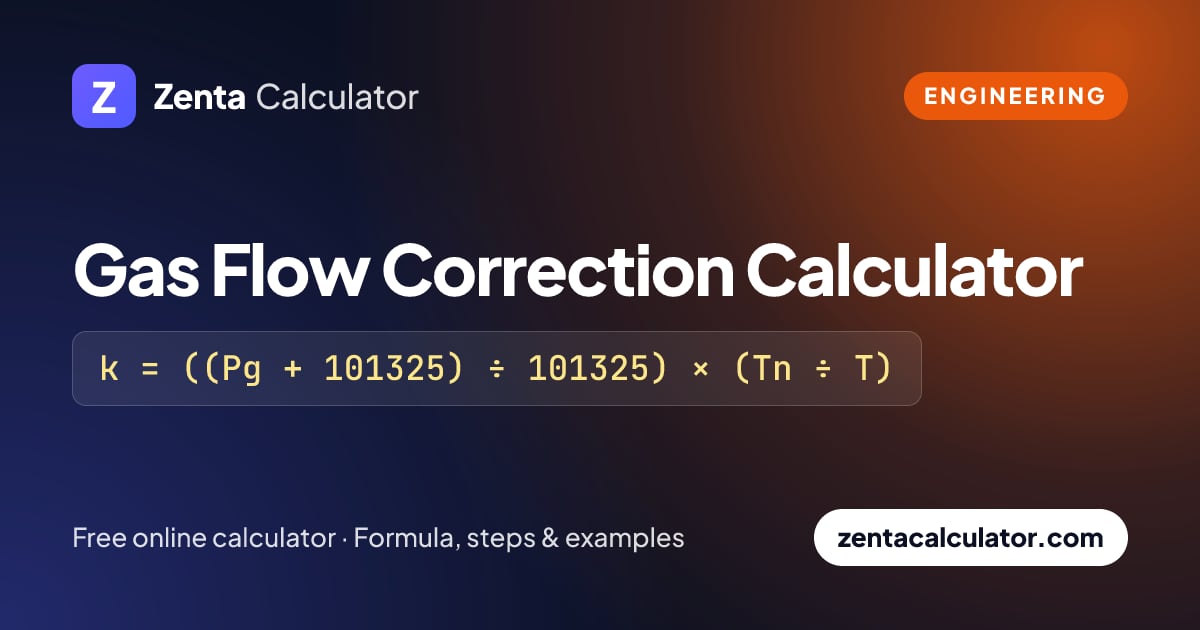 Z Zenta Calculator
ENGINEERING
Gas Flow Correction Calculator
k = ((Pg + 101325) ÷ 101325) × (Tn ÷ T)
Free online calculator · Formula, steps & examples
zentacalculator.com